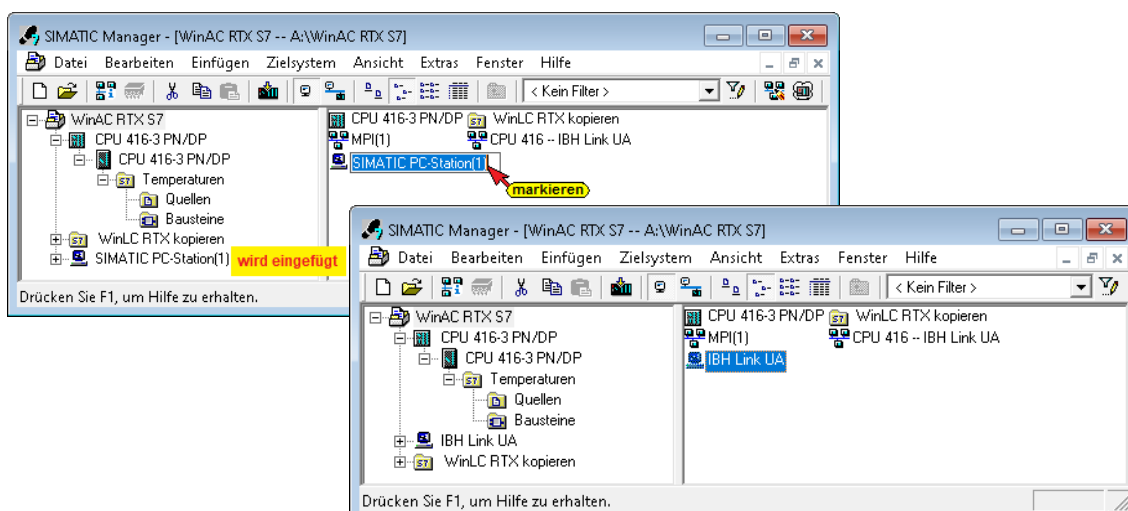 SIMATIC Manager - [WinAC RTX S7 -- A:\WinAC RTX S7]
Datei Bearbeiten Einfügen Zielsystem Ansicht Extras Fenster Hilfe
< Kein Filter >
WinAC RTX S7
CPU 416-3 PN/DP
CPU 416-3 PN/DP
Temperaturen
Quellen
Bausteine
WinLC RTX kopieren
SIMATIC PC-Station(1) wird eingefügt
CPU 416-3 PN/DP WinLC RTX kopieren
MPI(1) CPU 416 -- IBH Link UA
SIMATIC PC-Station(1)
markieren
Drücken Sie F1, um Hilfe zu erhalten.
SIMATIC Manager - [WinAC RTX S7 -- A:\WinAC RTX S7]
Datei Bearbeiten Einfügen Zielsystem Ansicht Extras Fenster Hilfe
< Kein Filter >
WinAC RTX S7
CPU 416-3 PN/DP
CPU 416-3 PN/DP
Temperaturen
Quellen
Bausteine
IBH Link UA
WinLC RTX kopieren
CPU 416-3 PN/DP WinLC RTX kopieren
MPI(1) CPU 416 -- IBH Link UA
IBH Link UA
Drücken Sie F1, um Hilfe zu erhalten.